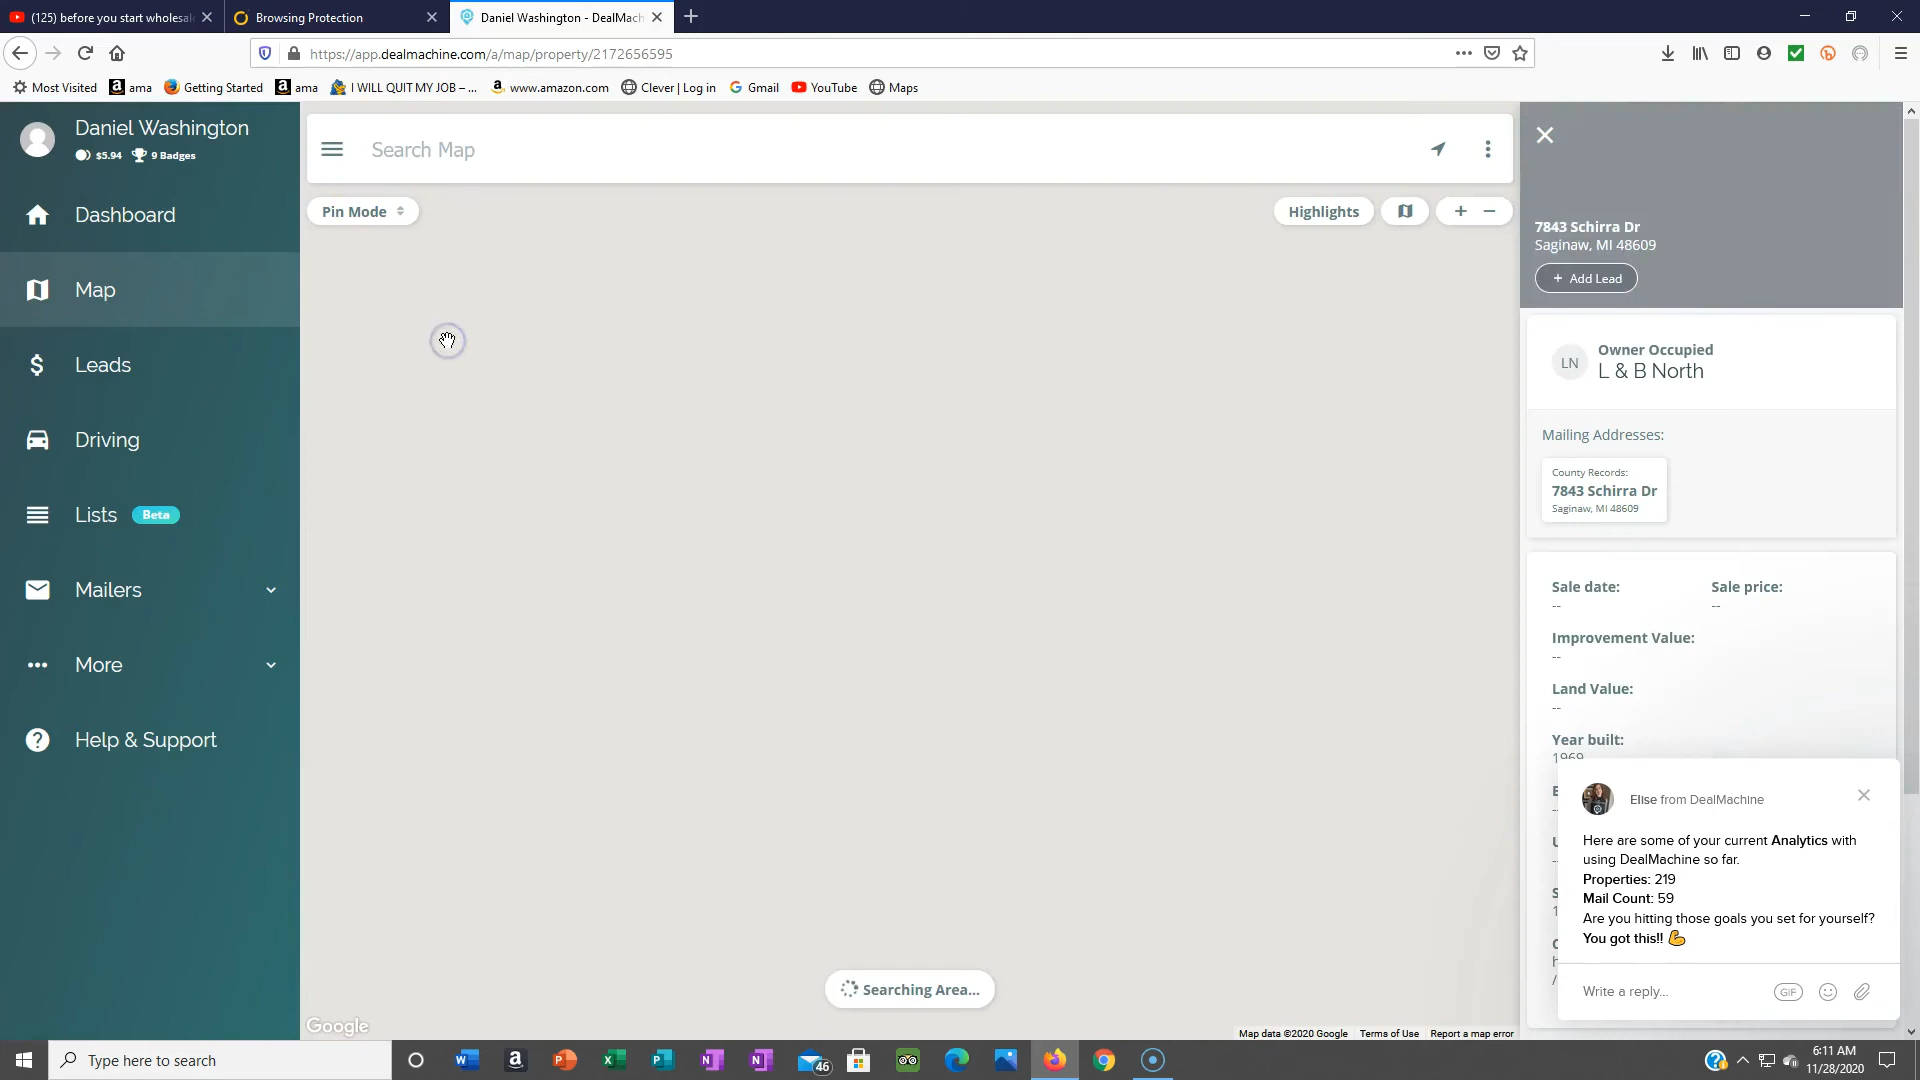 (125) before you start wholesal
Browsing Protection
Daniel Washington - DealMach
https://app.dealmachine.com/a/map/property/2172656595
Most Visited
ama
Getting Started
ama
I WILL QUIT MY JOB – ...
www.amazon.com
Clever | Log in
Gmail
YouTube
Maps
Daniel Washington
$5.94 9 Badges
Dashboard
Map
Leads
Driving
Lists Beta
Mailers
More
Help & Support
Search Map
Pin Mode
Highlights
+ −
Searching Area...
Google
Map data ©2020 Google
Terms of Use
Report a map error
7843 Schirra Dr
Saginaw, MI 48609
+ Add Lead
LN
Owner Occupied
L & B North
Mailing Addresses:
County Records:
7843 Schirra Dr
Saginaw, MI 48609
Sale date:
--
Sale price:
--
Improvement Value:
--
Land Value:
--
Year built:
1969
Elise from DealMachine
Here are some of your current Analytics with
using DealMachine so far.
Properties: 219
Mail Count: 59
Are you hitting those goals you set for yourself?
You got this!! 💪
Write a reply...
GIF
Type here to search
46
6:11 AM
11/28/2020